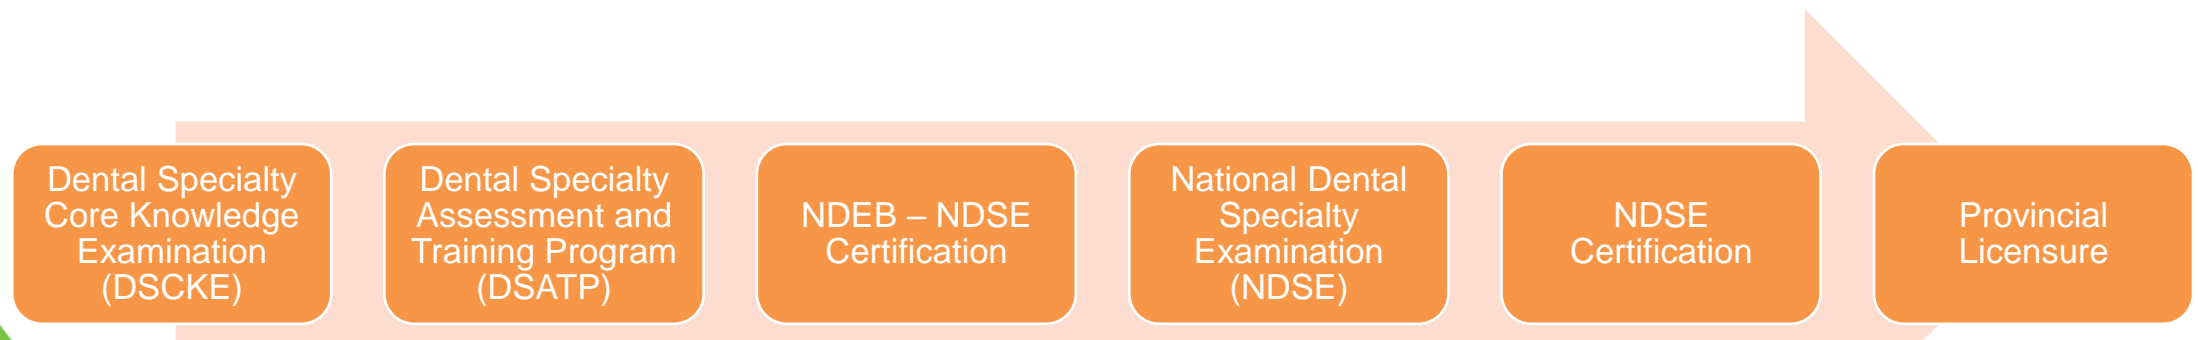 Dental Specialty
Core Knowledge
Examination
(DSCKE)
Dental Specialty
Assessment and
Training Program
(DSATP)
NDEB – NDSE
Certification
National Dental
Specialty
Examination
(NDSE)
NDSE
Certification
Provincial
Licensure